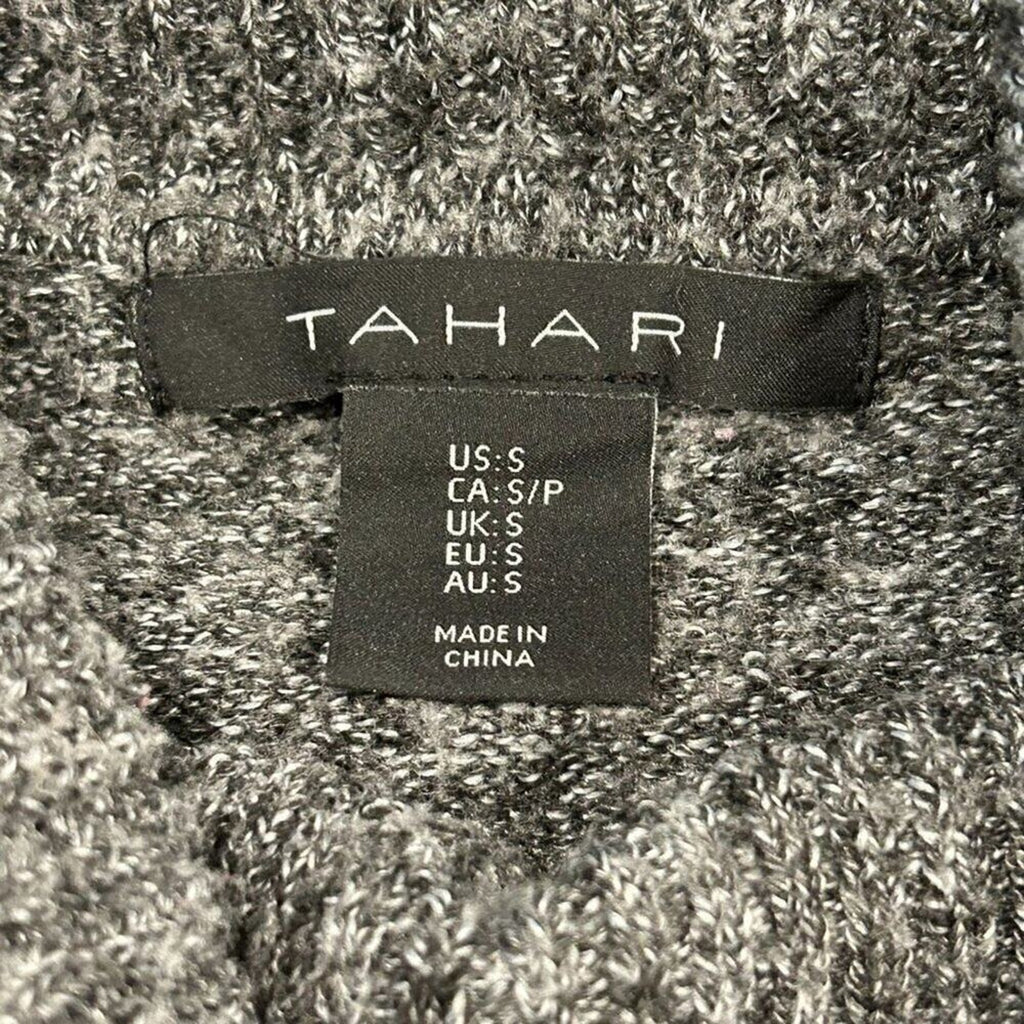 TAHARI
US: S
CA: S/P
UK: S
EU: S
AU: S
MADE IN
CHINA